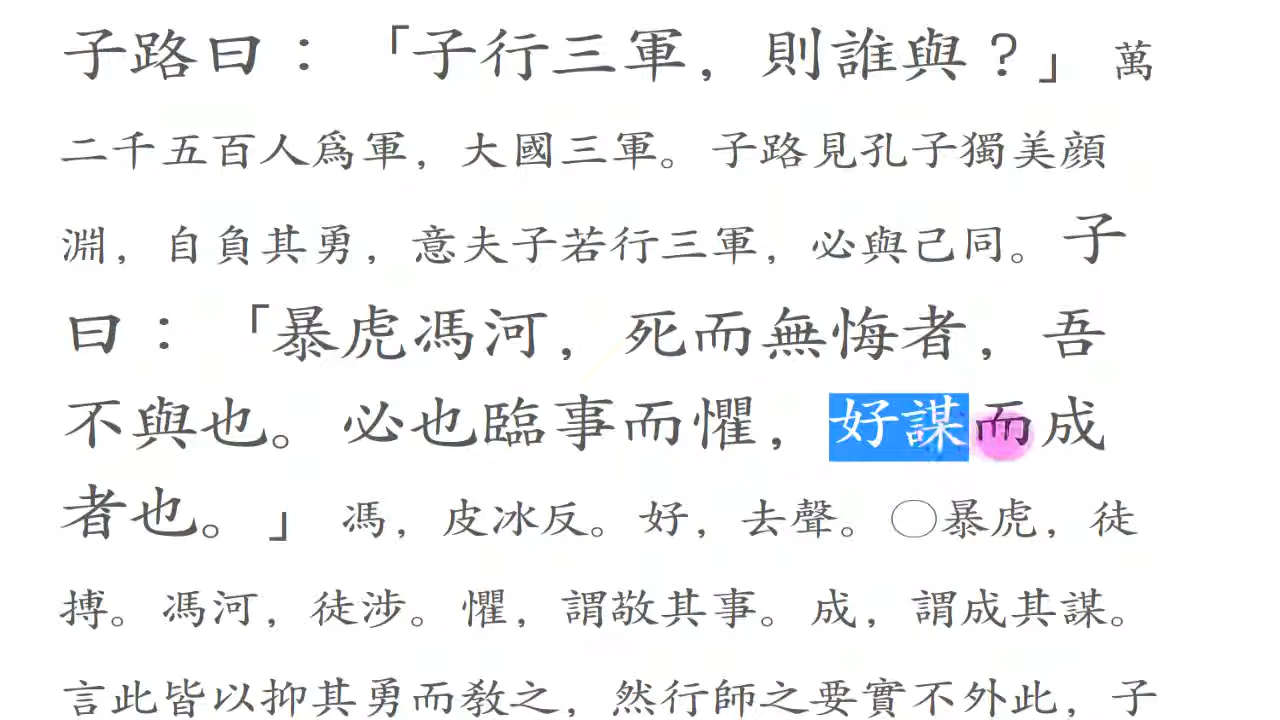 子路曰：「子行三軍，則誰與？」 萬
二千五百人爲軍，大國三軍。子路見孔子獨美顔
淵，自負其勇，意夫子若行三軍，必與己同。子
曰：「暴虎馮河，死而無悔者，吾
不與也。必也臨事而懼，好謀而成
者也。」 馮，皮冰反。好，去聲。○暴虎，徒
搏。馮河，徒涉。懼，謂敬其事。成，謂成其謀。
言此皆以抑其勇而教之，然行師之要實不外此，子